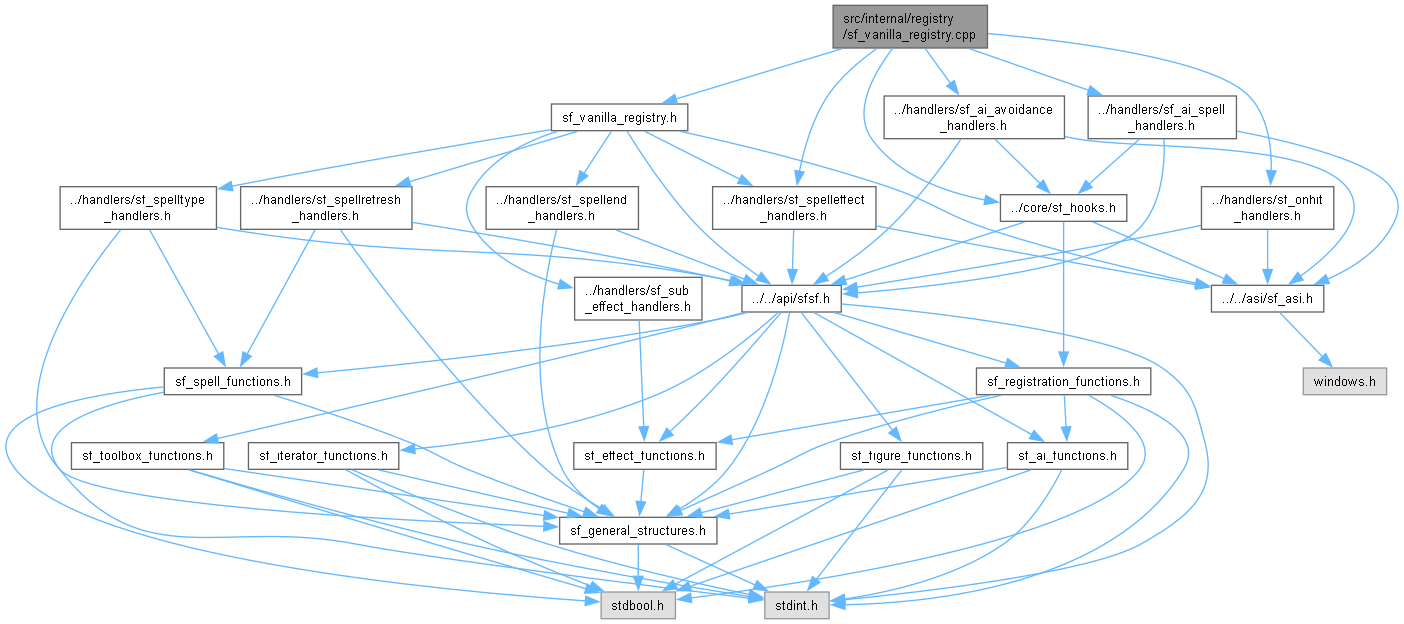 src/internal/registry
/sf_vanilla_registry.cpp
sf_vanilla_registry.h
../handlers/sf_ai_avoidance
_handlers.h
../handlers/sf_ai_spell
_handlers.h
../handlers/sf_spelltype
_handlers.h
../handlers/sf_spellrefresh
_handlers.h
../handlers/sf_spellend
_handlers.h
../handlers/sf_spelleffect
_handlers.h
../core/sf_hooks.h
../handlers/sf_onhit
_handlers.h
../handlers/sf_sub
_effect_handlers.h
../../api/sfsf.h
../../asi/sf_asi.h
sf_spell_functions.h
sf_registration_functions.h
windows.h
sf_toolbox_functions.h
sf_iterator_functions.h
sf_effect_functions.h
sf_figure_functions.h
sf_ai_functions.h
sf_general_structures.h
stdbool.h
stdint.h